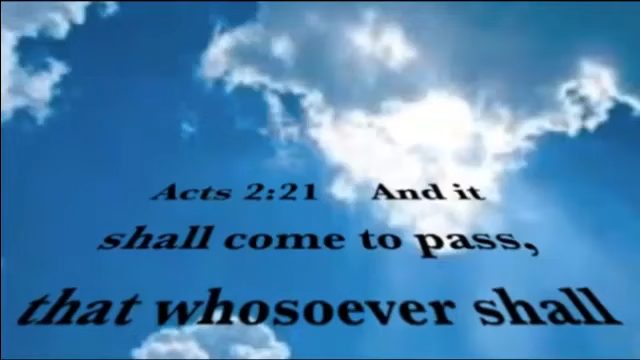 Acts 2:21 And it
shall come to pass,
that whosoever shall